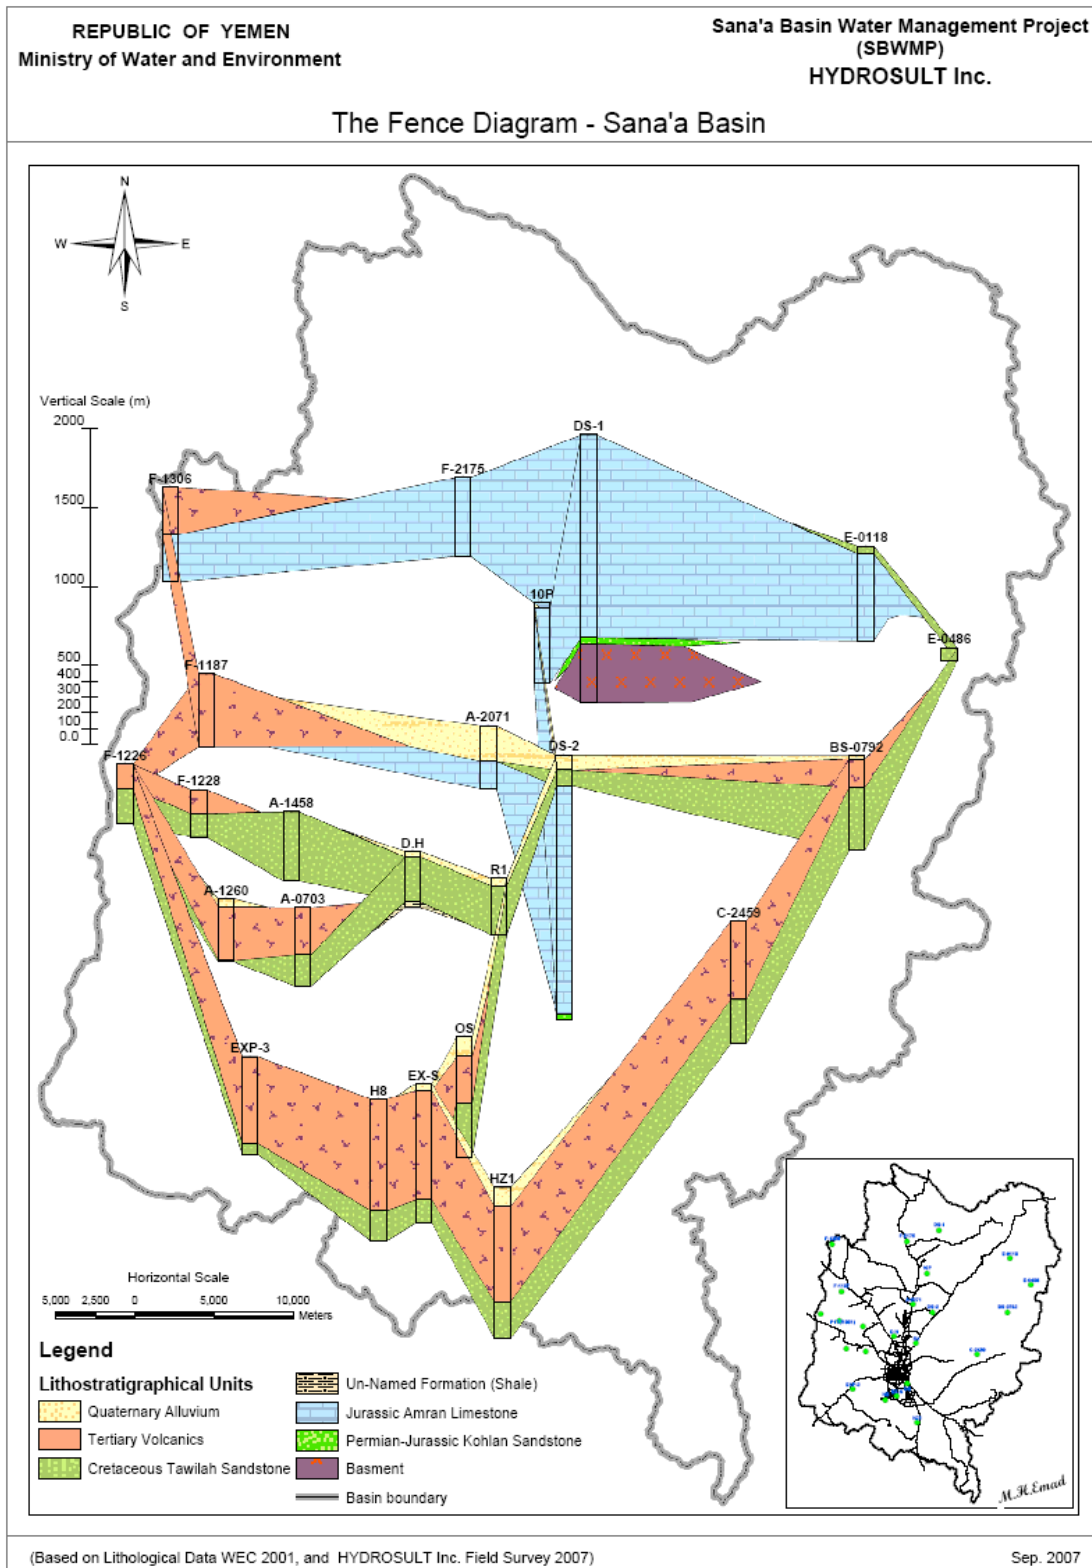 REPUBLIC OF YEMEN
Ministry of Water and Environment
Sana'a Basin Water Management Project
(SBWMP)
HYDROSULT Inc.
The Fence Diagram - Sana'a Basin
N
W
E
S
Vertical Scale (m)
2000
1500
1000
500
400
300
200
100
0.0
DS-1
F-2175
F-1306
E-0118
10P
E-0486
F-1187
A-2071
DS-2
BS-0792
F-1226
F-1228
A-1458
D.H
R1
A-1260
A-0703
C-2459
OS
EXP-3
EX-S
H8
HZ1
Horizontal Scale
5,000 2,500 0 5,000 10,000
Meters
Legend
Lithostratigraphical Units
Quaternary Alluvium
Tertiary Volcanics
Cretaceous Tawilah Sandstone
Un-Named Formation (Shale)
Jurassic Amran Limestone
Permian-Jurassic Kohlan Sandstone
Basment
Basin boundary
M.H.Emad
(Based on Lithological Data WEC 2001, and HYDROSULT Inc. Field Survey 2007)
Sep. 2007